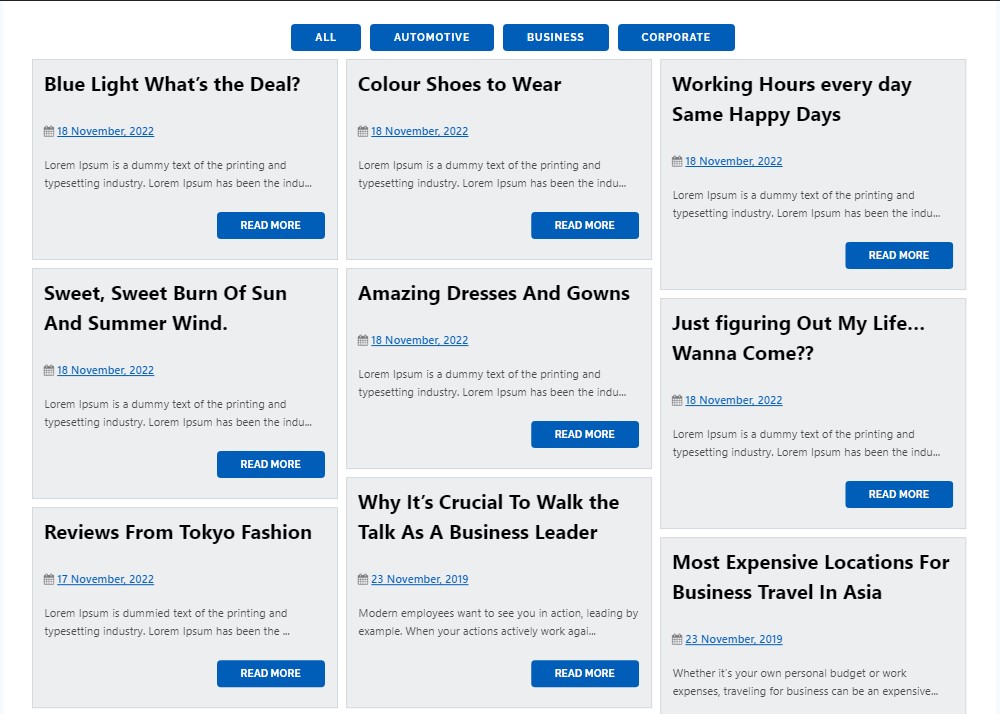 ALL
AUTOMOTIVE
BUSINESS
CORPORATE
Blue Light What’s the Deal?
18 November, 2022
Lorem Ipsum is a dummy text of the printing and
typesetting industry. Lorem Ipsum has been the indu...
READ MORE
Colour Shoes to Wear
18 November, 2022
Lorem Ipsum is a dummy text of the printing and
typesetting industry. Lorem Ipsum has been the indu...
READ MORE
Working Hours every day
Same Happy Days
18 November, 2022
Lorem Ipsum is a dummy text of the printing and
typesetting industry. Lorem Ipsum has been the indu...
READ MORE
Sweet, Sweet Burn Of Sun
And Summer Wind.
18 November, 2022
Lorem Ipsum is a dummy text of the printing and
typesetting industry. Lorem Ipsum has been the indu...
READ MORE
Amazing Dresses And Gowns
18 November, 2022
Lorem Ipsum is a dummy text of the printing and
typesetting industry. Lorem Ipsum has been the indu...
READ MORE
Just figuring Out My Life…
Wanna Come??
18 November, 2022
Lorem Ipsum is a dummy text of the printing and
typesetting industry. Lorem Ipsum has been the indu...
READ MORE
Reviews From Tokyo Fashion
17 November, 2022
Lorem Ipsum is dummied text of the printing and
typesetting industry. Lorem Ipsum has been the ...
READ MORE
Why It’s Crucial To Walk the
Talk As A Business Leader
23 November, 2019
Modern employees want to see you in action, leading by
example. When your actions actively work agai...
READ MORE
Most Expensive Locations For
Business Travel In Asia
23 November, 2019
Whether it’s your own personal budget or work
expenses, traveling for business can be an expensive...